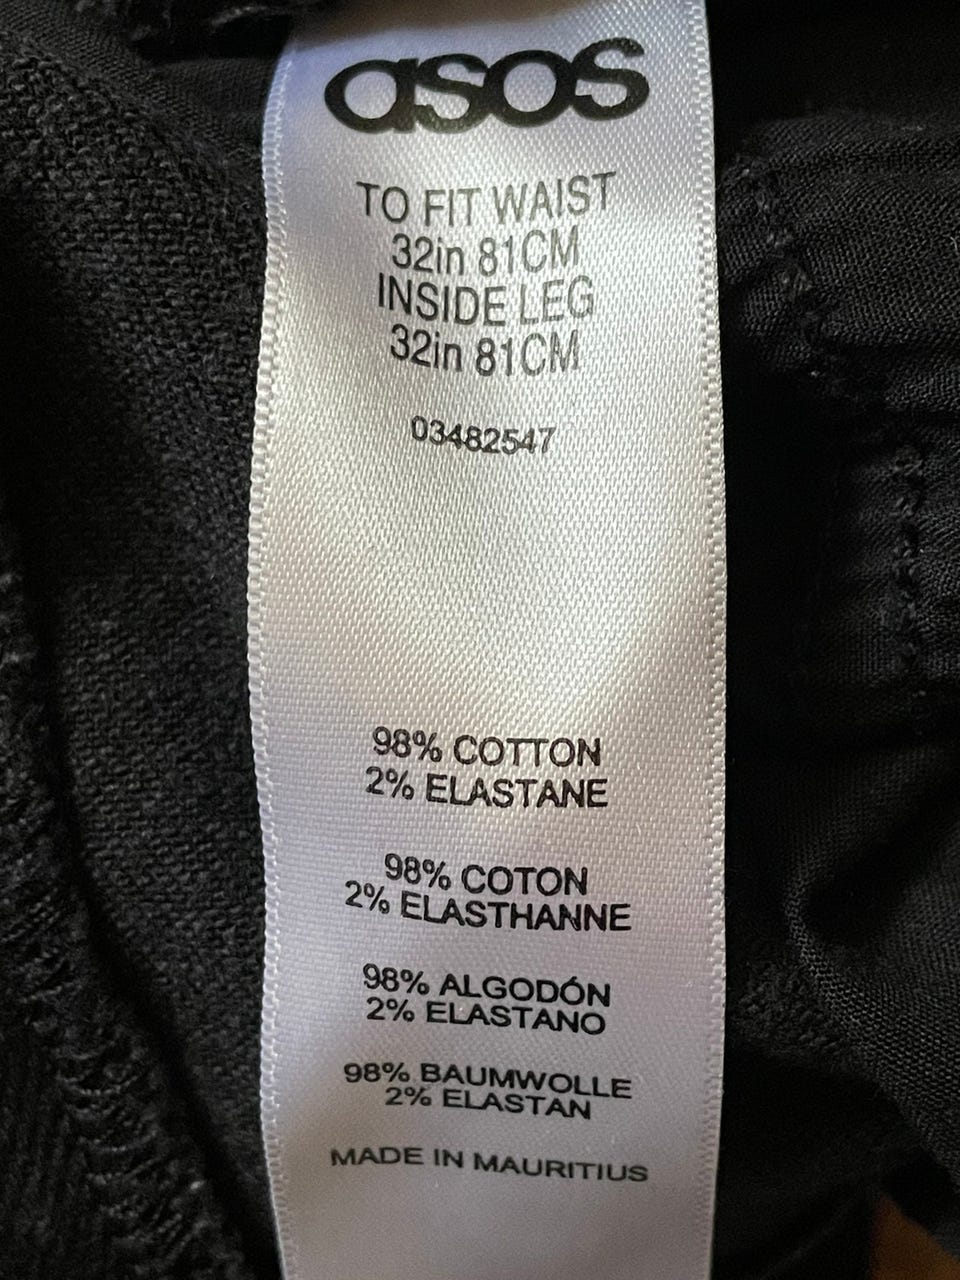 asos
TO FIT WAIST
32in 81CM
INSIDE LEG
32in 81CM
03482547
98% COTTON
2% ELASTANE
98% COTON
2% ELASTHANNE
98% ALGODÓN
2% ELASTANO
98% BAUMWOLLE
2% ELASTAN
MADE IN MAURITIUS